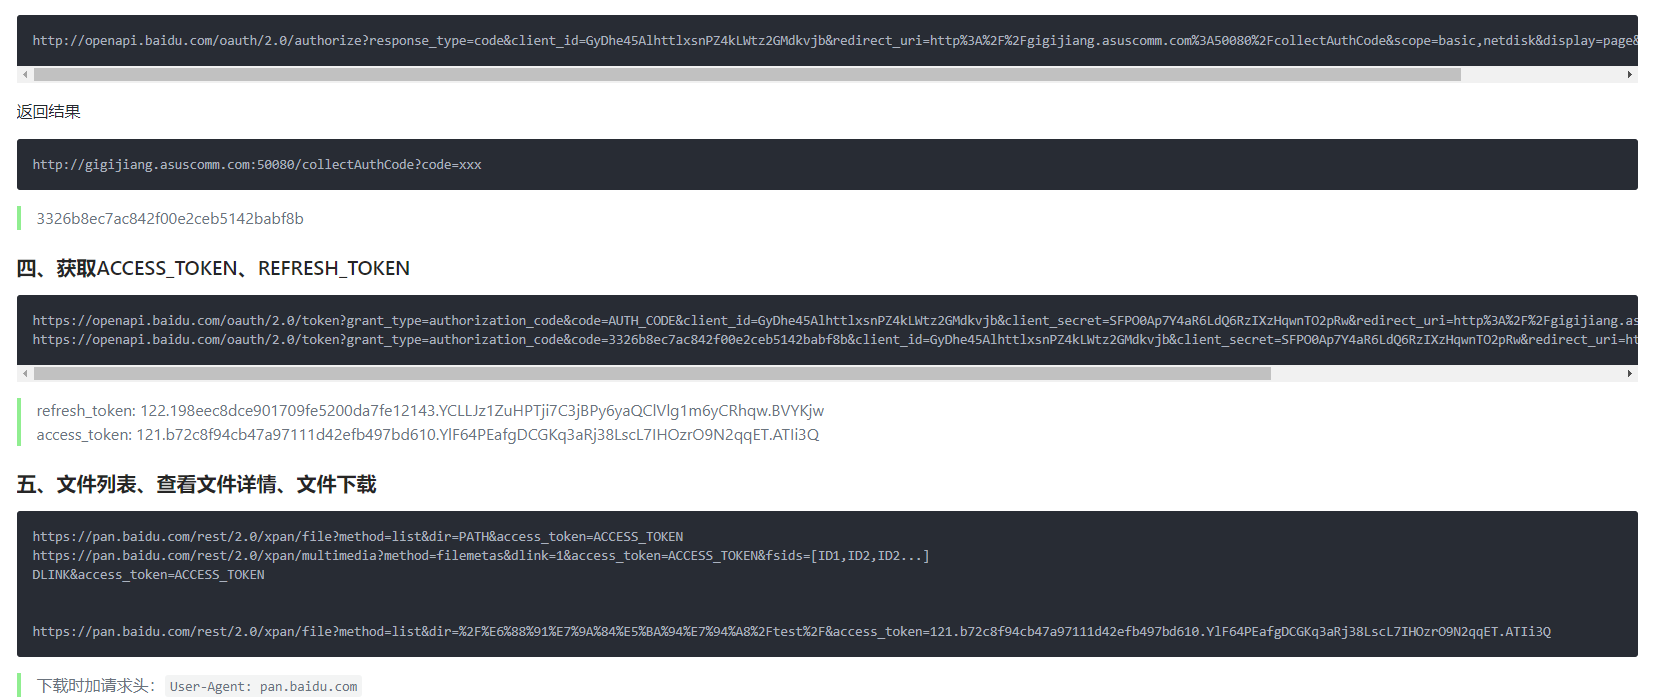 http://openapi.baidu.com/oauth/2.0/authorize?response_type=code&client_id=GyDhe45AlhttlxsnPZ4kLWtz2GMdkvjb&redirect_uri=http%3A%2F%2Fgigijiang.asuscomm.com%3A50080%2FcollectAuthCode&scope=basic,netdisk&display=page&
返回结果
http://gigijiang.asuscomm.com:50080/collectAuthCode?code=xxx
3326b8ec7ac842f00e2ceb5142babf8b
四、获取ACCESS_TOKEN、REFRESH_TOKEN
https://openapi.baidu.com/oauth/2.0/token?grant_type=authorization_code&code=AUTH_CODE&client_id=GyDhe45AlhttlxsnPZ4kLWtz2GMdkvjb&client_secret=SFPO0Ap7Y4aR6LdQ6RzIXzHqwnTO2pRw&redirect_uri=http%3A%2F%2Fgigijiang.as
https://openapi.baidu.com/oauth/2.0/token?grant_type=authorization_code&code=3326b8ec7ac842f00e2ceb5142babf8b&client_id=GyDhe45AlhttlxsnPZ4kLWtz2GMdkvjb&client_secret=SFPO0Ap7Y4aR6LdQ6RzIXzHqwnTO2pRw&redirect_uri=ht
refresh_token: 122.198eec8dce901709fe5200da7fe12143.YCLLJz1ZuHPTji7C3jBPy6yaQClVlg1m6yCRhqw.BVYKjw
access_token: 121.b72c8f94cb47a97111d42efb497bd610.YlF64PEafgDCGKq3aRj38LscL7IHOzrO9N2qqET.ATIi3Q
五、文件列表、查看文件详情、文件下载
https://pan.baidu.com/rest/2.0/xpan/file?method=list&dir=PATH&access_token=ACCESS_TOKEN
https://pan.baidu.com/rest/2.0/xpan/multimedia?method=filemetas&dlink=1&access_token=ACCESS_TOKEN&fsids=[ID1,ID2,ID2...]
DLINK&access_token=ACCESS_TOKEN
https://pan.baidu.com/rest/2.0/xpan/file?method=list&dir=%2F%E6%88%91%E7%9A%84%E5%BA%94%E7%94%A8%2Ftest%2F&access_token=121.b72c8f94cb47a97111d42efb497bd610.YlF64PEafgDCGKq3aRj38LscL7IHOzrO9N2qqET.ATIi3Q
下载时加请求头： User-Agent: pan.baidu.com